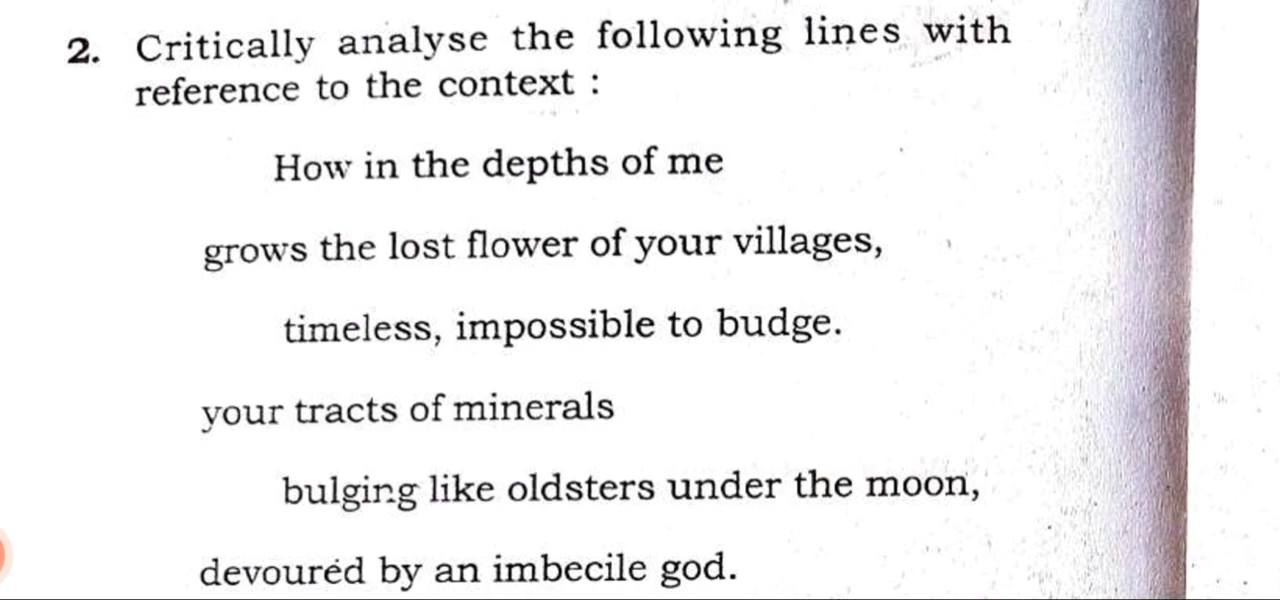 2. Critically analyse the following lines with
reference to the context :
How in the depths of me
grows the lost flower of your villages,
timeless, impossible to budge.
your tracts of minerals
bulging like oldsters under the moon,
devoured by an imbecile god.